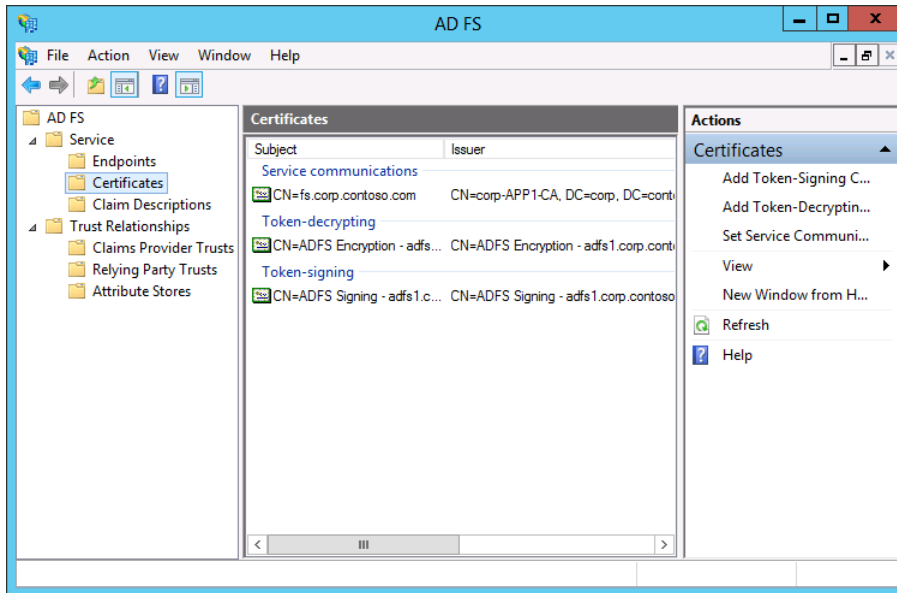 AD FS
File Action View Window Help
AD FS
Service
Endpoints
Certificates
Claim Descriptions
Trust Relationships
Claims Provider Trusts
Relying Party Trusts
Attribute Stores
Certificates
Subject Issuer
Service communications
CN=fs.corp.contoso.com CN=corp-APP1-CA, DC=corp, DC=cont
Token-decrypting
CN=ADFS Encryption - adfs... CN=ADFS Encryption - adfs1.corp.cont
Token-signing
CN=ADFS Signing - adfs1.c... CN=ADFS Signing - adfs1.corp.contoso
Actions
Certificates
Add Token-Signing C...
Add Token-Decryptin...
Set Service Communi...
View
New Window from H...
Refresh
Help